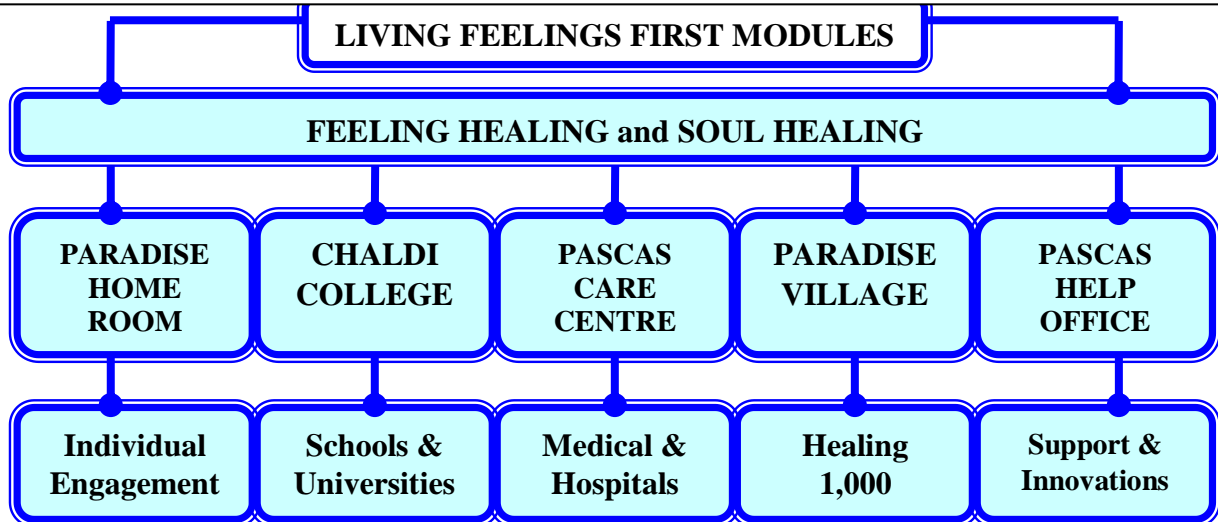 LIVING FEELINGS FIRST MODULES
FEELING HEALING and SOUL HEALING
PARADISE
HOME
ROOM
CHALDI
COLLEGE
PASCAS
CARE
CENTRE
PARADISE
VILLAGE
PASCAS
HELP
OFFICE
Individual
Engagement
Schools &
Universities
Medical &
Hospitals
Healing
1,000
Support &
Innovations